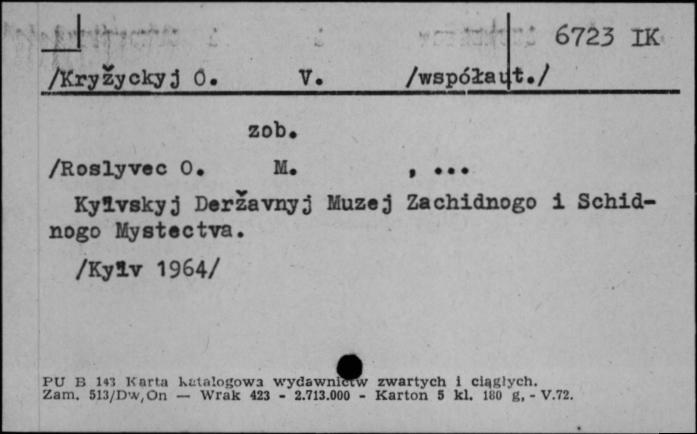 6723 IK
/Kryžyckyj O. V. /współaut./
zob.
/Roslyvec O. M. , ...
Kyïvskyj Deržavnyj Muzej Zachidnogo i Schid-
nogo Mystectva.
/Kyïv 1964/
PU B 143 Karta katalogowa wydawnictw zwartych i ciągłych.
Zam. 513/Dw,On — Wrak 423 - 2.713.000 - Karton 5 kl. 180 g, - V.72.